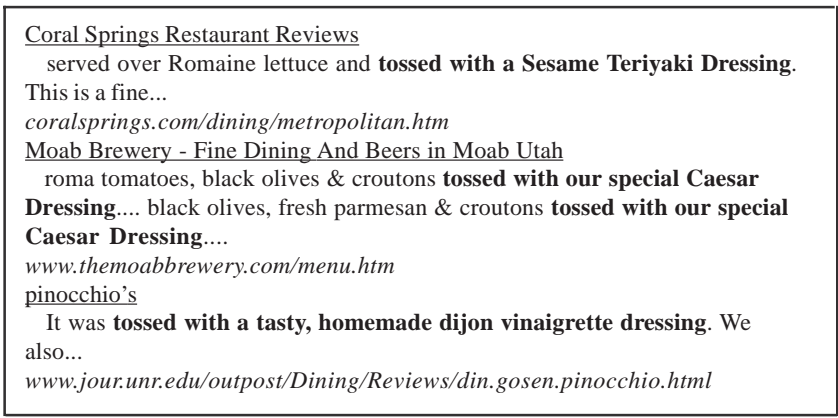 Coral Springs Restaurant Reviews
served over Romaine lettuce and tossed with a Sesame Teriyaki Dressing.
This is a fine...
coralsprings.com/dining/metropolitan.htm
Moab Brewery - Fine Dining And Beers in Moab Utah
roma tomatoes, black olives & croutons tossed with our special Caesar
Dressing.... black olives, fresh parmesan & croutons tossed with our special
Caesar Dressing....
www.themoabbrewery.com/menu.htm
pinocchio's
It was tossed with a tasty, homemade dijon vinaigrette dressing. We
also...
www.jour.unr.edu/outpost/Dining/Reviews/din.gosen.pinocchio.html